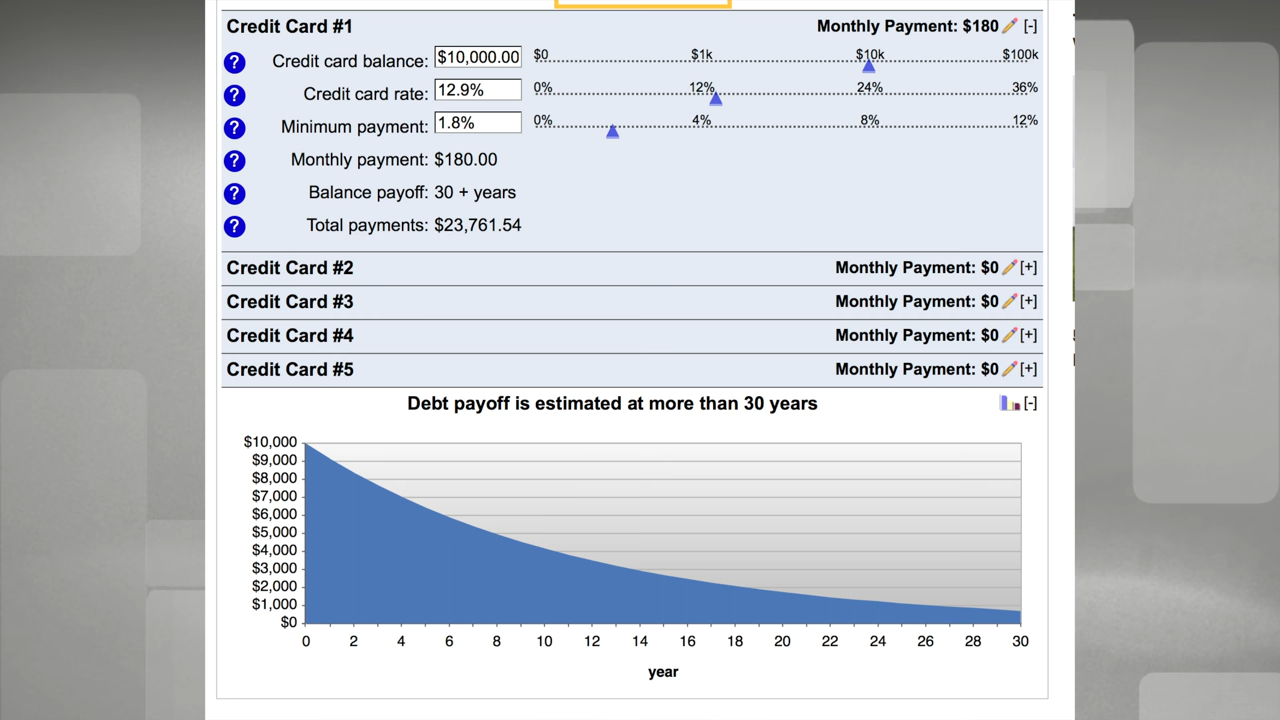 Credit Card #1 Monthly Payment: $180 [-]
? Credit card balance: $10,000.00 $0 $1k $10k $100k
? Credit card rate: 12.9% 0% 12% 24% 36%
? Minimum payment: 1.8% 0% 4% 8% 12%
? Monthly payment: $180.00
? Balance payoff: 30 + years
? Total payments: $23,761.54
Credit Card #2 Monthly Payment: $0 [+]
Credit Card #3 Monthly Payment: $0 [+]
Credit Card #4 Monthly Payment: $0 [+]
Credit Card #5 Monthly Payment: $0 [+]
Debt payoff is estimated at more than 30 years [-]
$10,000
$9,000
$8,000
$7,000
$6,000
$5,000
$4,000
$3,000
$2,000
$1,000
$0
0 2 4 6 8 10 12 14 16 18 20 22 24 26 28 30
year